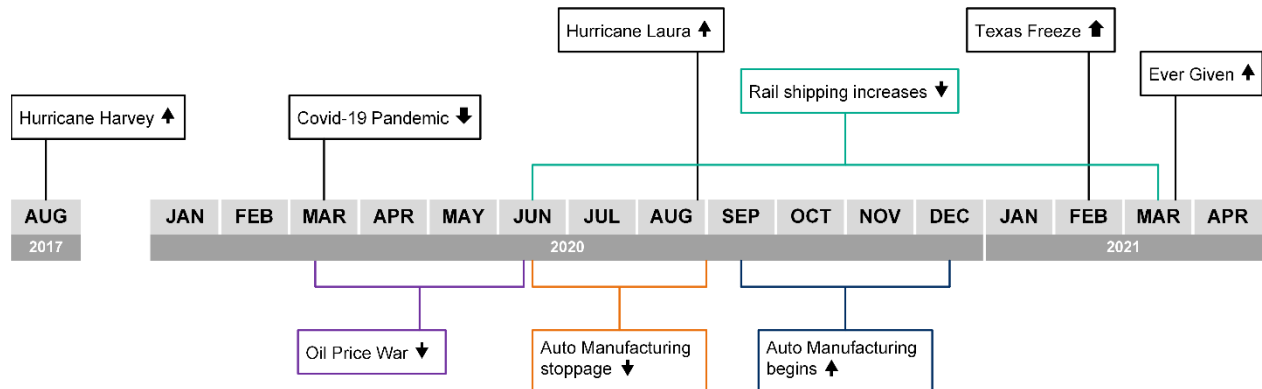 Hurricane Laura
Texas Freeze
Rail shipping increases
Ever Given
Hurricane Harvey
Covid-19 Pandemic
AUG JAN FEB MAR APR MAY JUN JUL AUG SEP OCT NOV DEC JAN FEB MAR APR
2017 2020 2021
Oil Price War
Auto Manufacturing
stoppage
Auto Manufacturing
begins